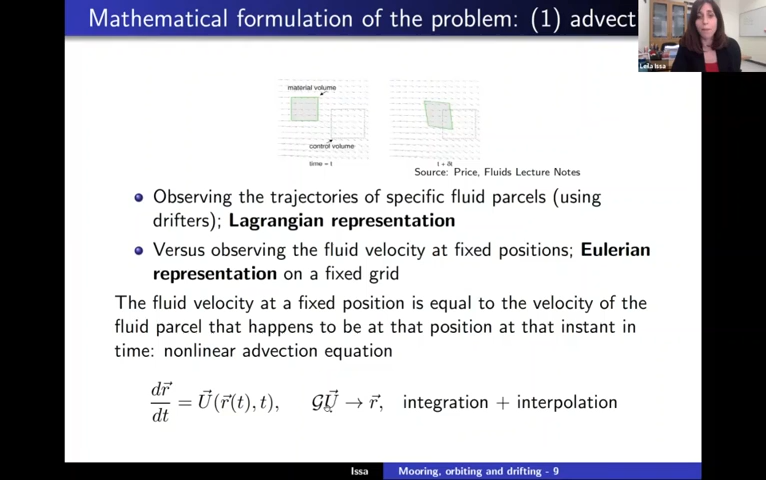 Mathematical formulation of the problem: (1) advect
Leila Issa
material volume
control volume
time = t
t + δt
Source: Price, Fluids Lecture Notes
Observing the trajectories of specific fluid parcels (using
drifters); Lagrangian representation
Versus observing the fluid velocity at fixed positions; Eulerian
representation on a fixed grid
The fluid velocity at a fixed position is equal to the velocity of the
fluid parcel that happens to be at that position at that instant in
time: nonlinear advection equation
d𝑟⃗/dt = U⃗(r⃗(t), t), 𝒢U⃗ → r⃗, integration + interpolation
Issa Mooring, orbiting and drifting - 9